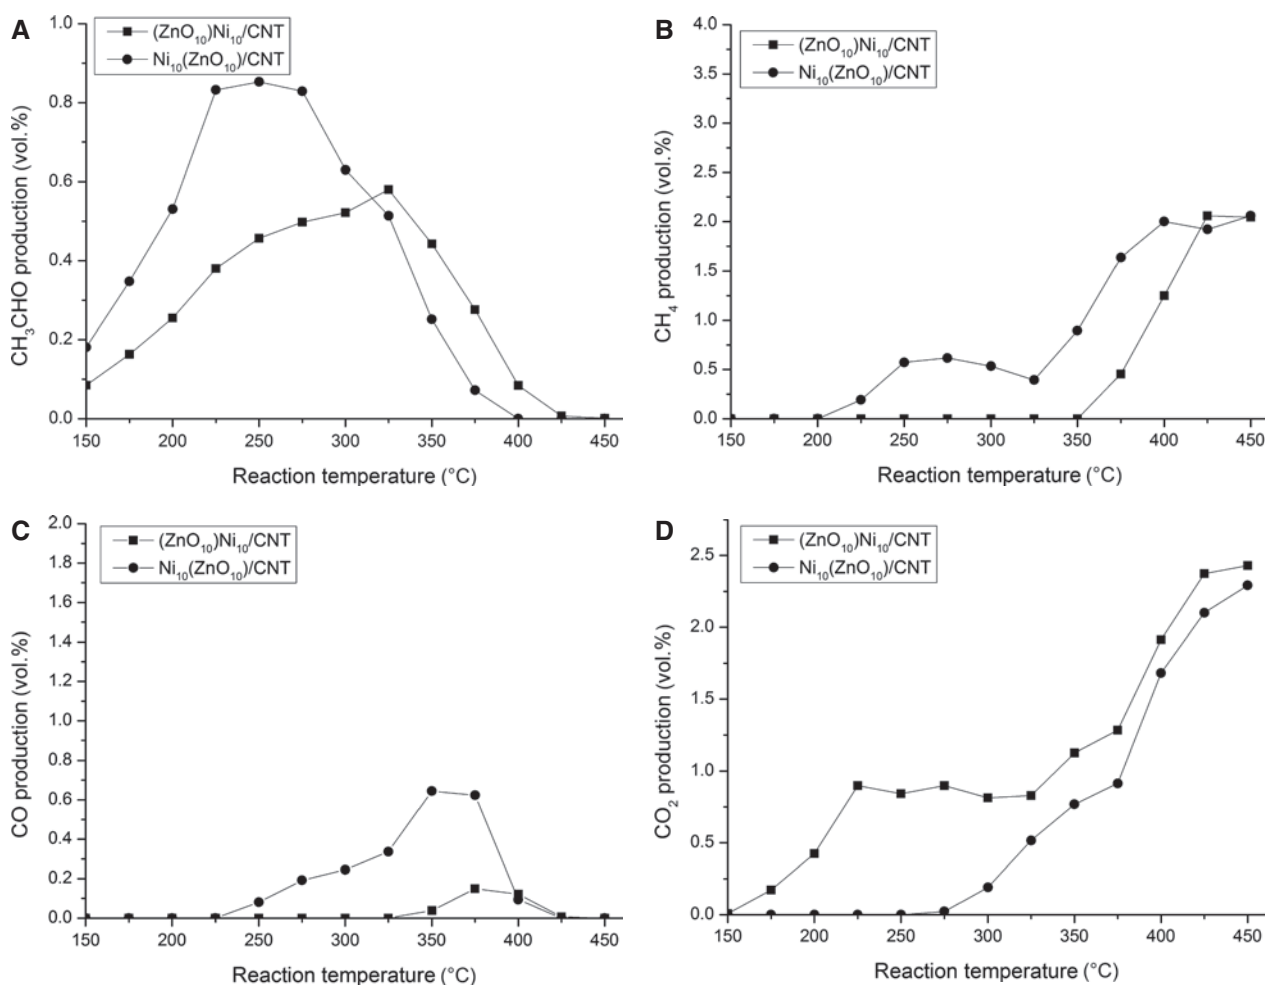 A
(ZnO₁₀)Ni₁₀/CNT
Ni₁₀(ZnO₁₀)/CNT
CH₃CHO production (vol.%)
1.0
0.8
0.6
0.4
0.2
0.0
150 200 250 300 350 400 450
Reaction temperature (°C)
B
(ZnO₁₀)Ni₁₀/CNT
Ni₁₀(ZnO₁₀)/CNT
CH₄ production (vol.%)
4.0
3.5
3.0
2.5
2.0
1.5
1.0
0.5
0.0
150 200 250 300 350 400 450
Reaction temperature (°C)
C
(ZnO₁₀)Ni₁₀/CNT
Ni₁₀(ZnO₁₀)/CNT
CO production (vol.%)
2.0
1.8
1.6
1.4
1.2
1.0
0.8
0.6
0.4
0.2
0.0
150 200 250 300 350 400 450
Reaction temperature (°C)
D
(ZnO₁₀)Ni₁₀/CNT
Ni₁₀(ZnO₁₀)/CNT
CO₂ production (vol.%)
2.5
2.0
1.5
1.0
0.5
0.0
150 200 250 300 350 400 450
Reaction temperature (°C)